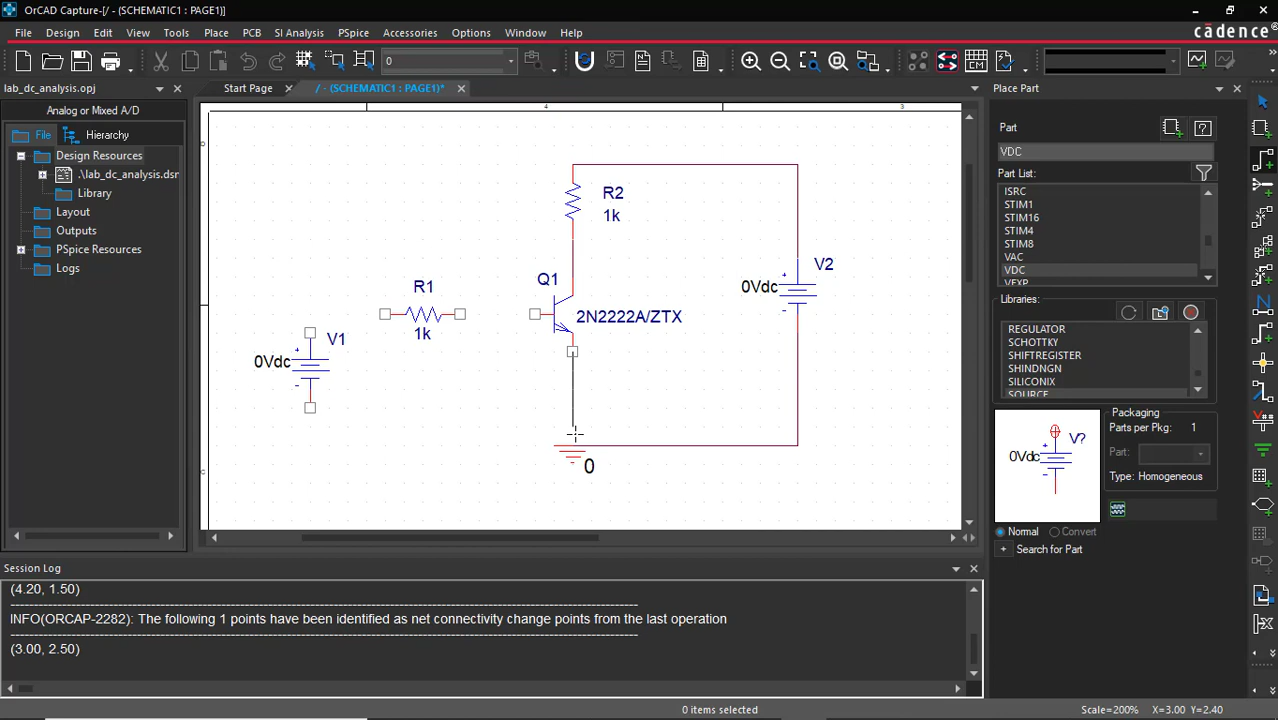 OrCAD Capture-[/ - (SCHEMATIC1 : PAGE1)]
File Design Edit View Tools Place PCB SI Analysis PSpice Accessories Options Window Help
cādence
0
lab_dc_analysis.opj
Start Page
/ - (SCHEMATIC1 : PAGE1)*
Place Part
Analog or Mixed A/D
File
Hierarchy
Design Resources
.\lab_dc_analysis.dsn
Library
Layout
Outputs
PSpice Resources
Logs
4
3
D
C
R2
1k
Q1
2N2222A/ZTX
R1
1k
V1
0Vdc
+
-
V2
0Vdc
+
-
0
Part
VDC
Part List:
ISRC
STIM1
STIM16
STIM4
STIM8
VAC
VDC
VEXP
Libraries:
REGULATOR
SCHOTTKY
SHIFTREGISTER
SHINDNGN
SILICONIX
SOURCE
V?
0Vdc
+
-
Packaging
Parts per Pkg: 1
Part:
Type: Homogeneous
Normal
Convert
+ Search for Part
Session Log
(4.20, 1.50)
INFO(ORCAP-2282): The following 1 points have been identified as net connectivity change points from the last operation
(3.00, 2.50)
0 items selected
Scale=200%
X=3.00 Y=2.40